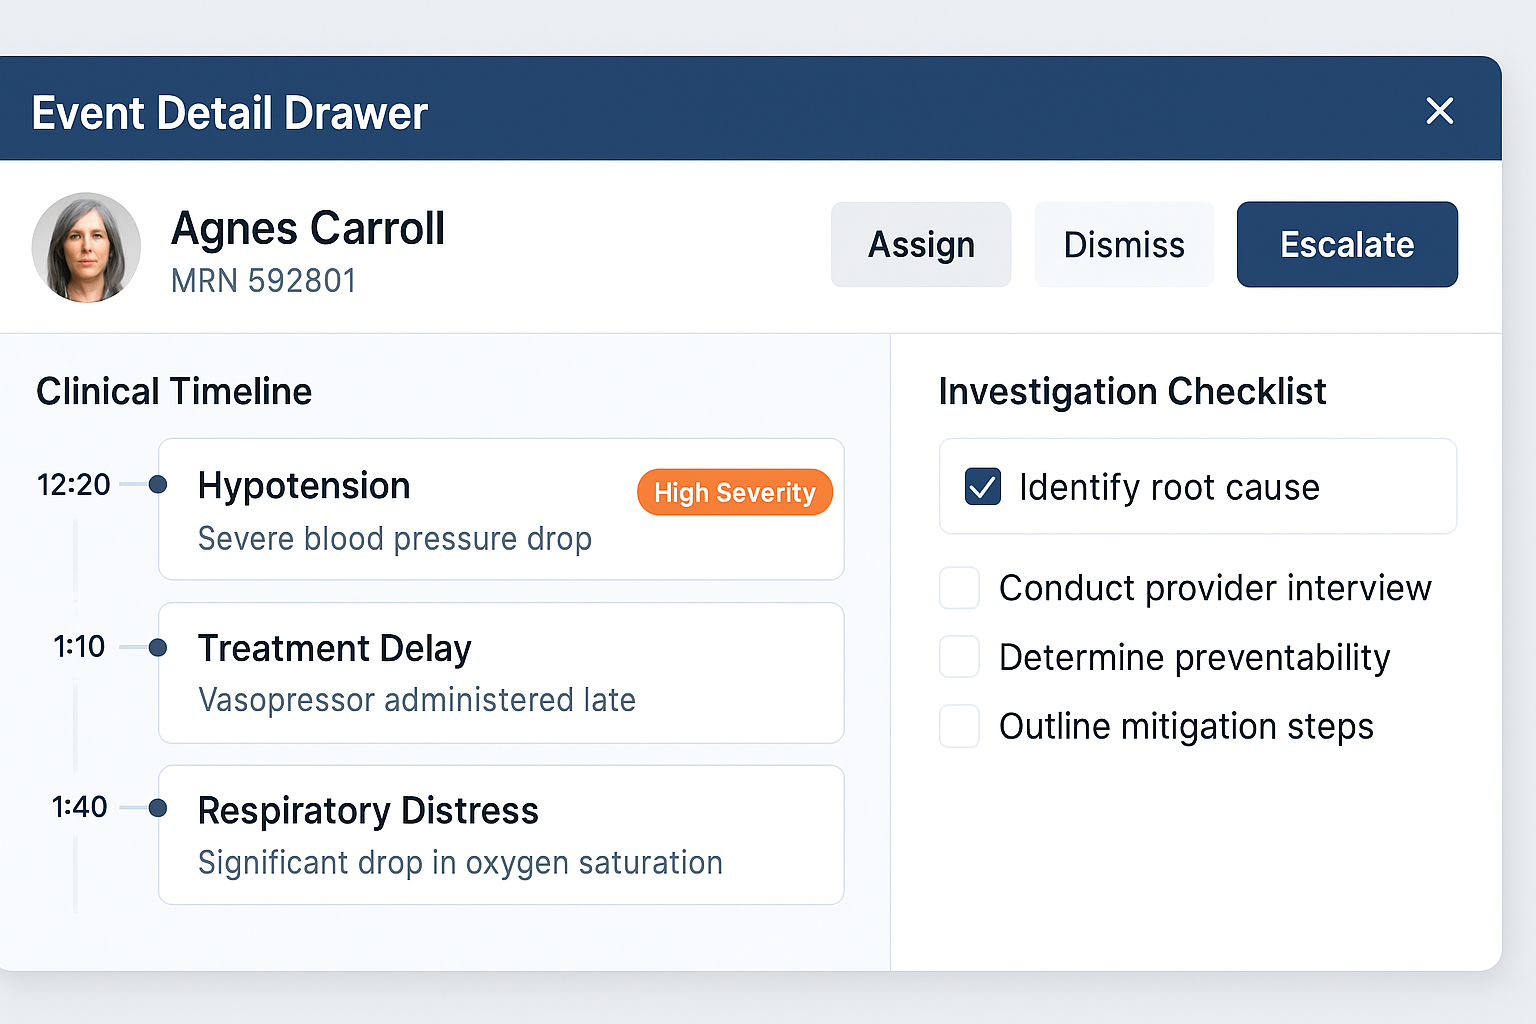 Event Detail Drawer
Agnes Carroll
MRN 592801
Assign
Dismiss
Escalate
Clinical Timeline
12:20
Hypotension
High Severity
Severe blood pressure drop
1:10
Treatment Delay
Vasopressor administered late
1:40
Respiratory Distress
Significant drop in oxygen saturation
Investigation Checklist
Identify root cause
Conduct provider interview
Determine preventability
Outline mitigation steps